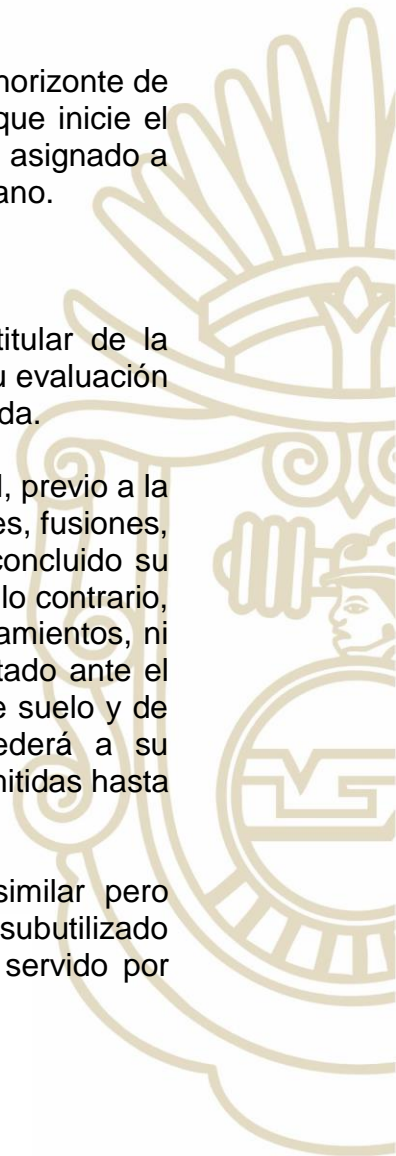 horizonte de
que inicie el
asignado a
ano.
titular de la
u evaluación
da.
, previo a la
es, fusiones,
concluido su
lo contrario,
amientos, ni
tado ante el
e suelo y de
ederá a su
nitidas hasta
similar pero
subutilizado
servido por